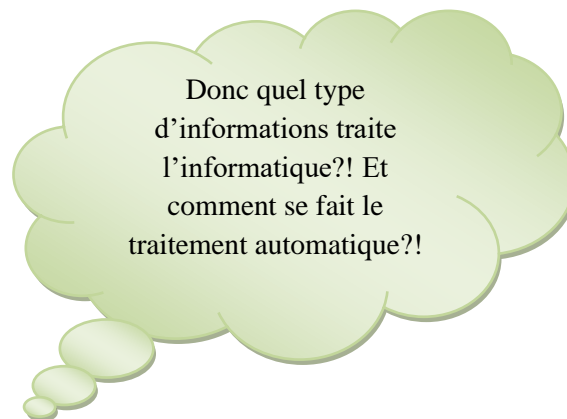 Donc quel type
d’informations traite
l’informatique?! Et
comment se fait le
traitement automatique?!